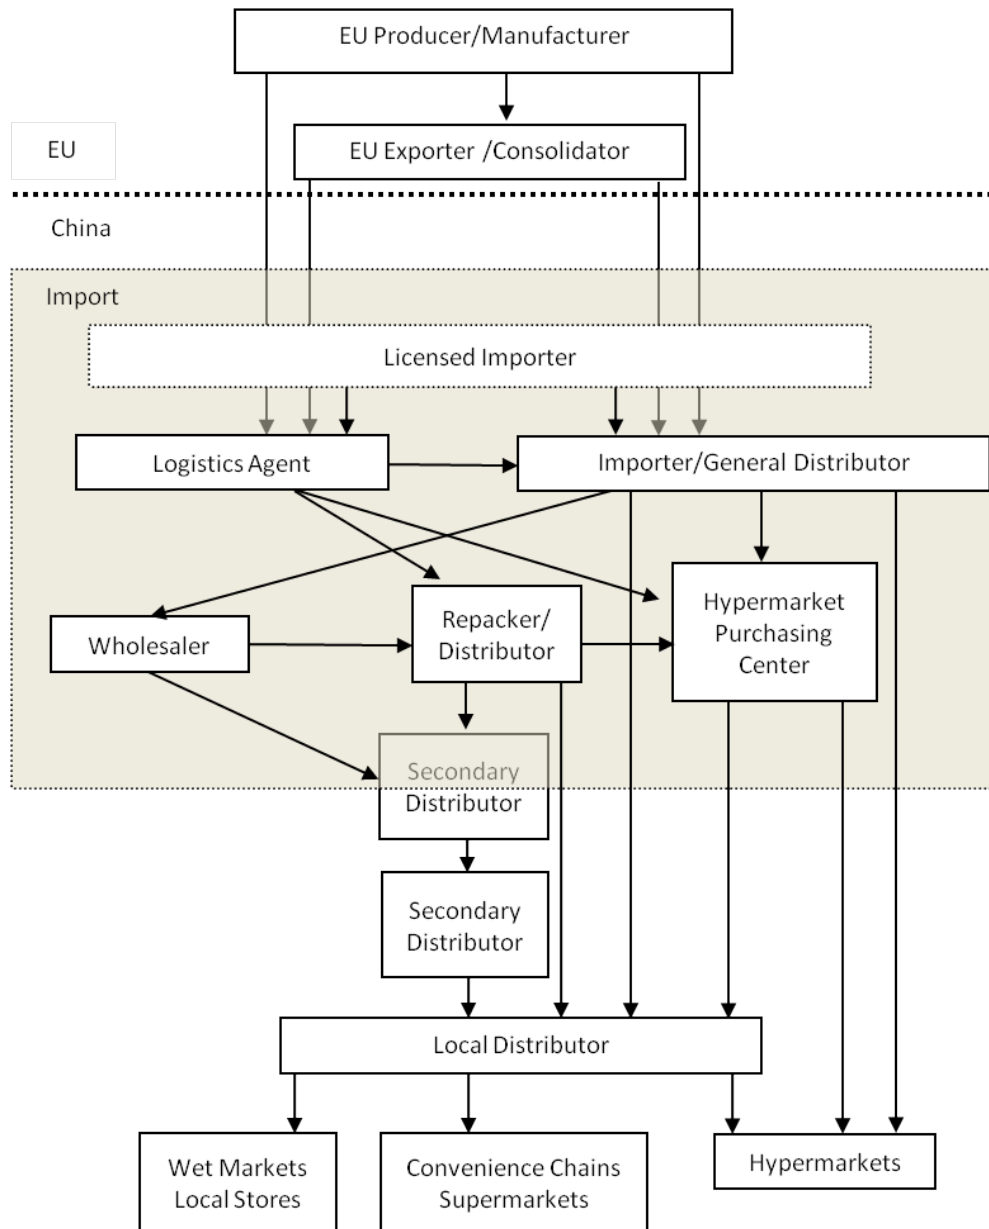 EU Producer/Manufacturer
EU
EU Exporter /Consolidator
China
Import
Licensed Importer
Logistics Agent
Importer/General Distributor
Wholesaler
Repacker/
Distributor
Hypermarket
Purchasing
Center
Secondary
Distributor
Secondary
Distributor
Local Distributor
Wet Markets
Local Stores
Convenience Chains
Supermarkets
Hypermarkets